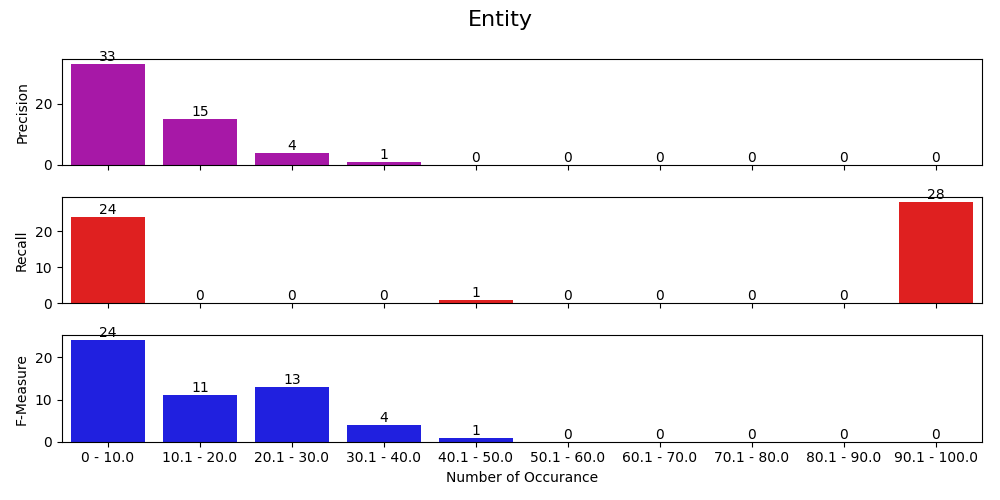 Entity
Precision
20
0
33
15
4
1
0
0
0
0
0
0
Recall
20
10
0
24
0
0
0
1
0
0
0
0
28
F-Measure
20
10
0
24
11
13
4
1
0
0
0
0
0
0 - 10.0
10.1 - 20.0
20.1 - 30.0
30.1 - 40.0
40.1 - 50.0
50.1 - 60.0
60.1 - 70.0
70.1 - 80.0
80.1 - 90.0
90.1 - 100.0
Number of Occurance